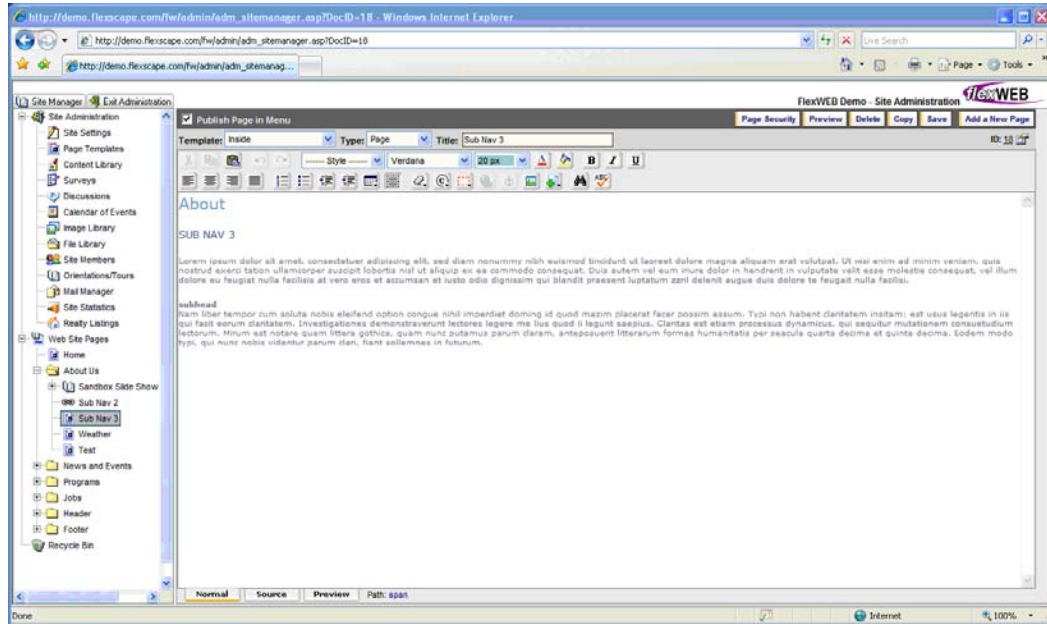 http://demo.flexscape.com/fw/admin/adm_sitemanager.asp?DocID=18 - Windows Internet Explorer
http://demo.flexscape.com/fw/admin/adm_sitemanager.asp?DocID=18
Live Search
http://demo.flexscape.com/fw/admin/adm_sitemanag...
Page
Tools
Site Manager
Exit Administration
FlexWEB Demo - Site Administration
flexWEB
Site Administration
Site Settings
Page Templates
Content Library
Surveys
Discussions
Calendar of Events
Image Library
File Library
Site Members
Orientations/Tours
Mail Manager
Site Statistics
Realty Listings
Web Site Pages
Home
About Us
Sandbox Slide Show
Sub Nav 2
Sub Nav 3
Weather
Test
News and Events
Programs
Jobs
Header
Footer
Recycle Bin
Publish Page in Menu
Page Security Preview Delete Copy Save Add a New Page
Template: Inside Type: Page Title: Sub Nav 3 ID: 18
----- Style ----- Verdana 20 px B I U
About
SUB NAV 3
Lorem ipsum dolor sit amet, consectetuer adipiscing elit, sed diam nonummy nibh euismod tincidunt ut laoreet dolore magna aliquam erat volutpat. Ut wisi enim ad minim veniam, quis
nostrud exerci tation ullamcorper suscipit lobortis nisl ut aliquip ex ea commodo consequat. Duis autem vel eum iriure dolor in hendrerit in vulputate velit esse molestie consequat, vel illum
dolore eu feugiat nulla facilisis at vero eros et accumsan et iusto odio dignissim qui blandit praesent luptatum zzril delenit augue duis dolore te feugait nulla facilisi.
subhead
Nam liber tempor cum soluta nobis eleifend option congue nihil imperdiet doming id quod mazim placerat facer possim assum. Typi non habent claritatem insitam; est usus legentis in iis
qui facit eorum claritatem. Investigationes demonstraverunt lectores legere me lius quod ii legunt saepius. Claritas est etiam processus dynamicus, qui sequitur mutationem consuetudium
lectorum. Mirum est notare quam littera gothica, quam nunc putamus parum claram, anteposuerit litterarum formas humanitatis per seacula quarta decima et quinta decima. Eodem modo
typi, qui nunc nobis videntur parum clari, fiant sollemnes in futurum.
Normal Source Preview Path: span
Done
Internet
100%